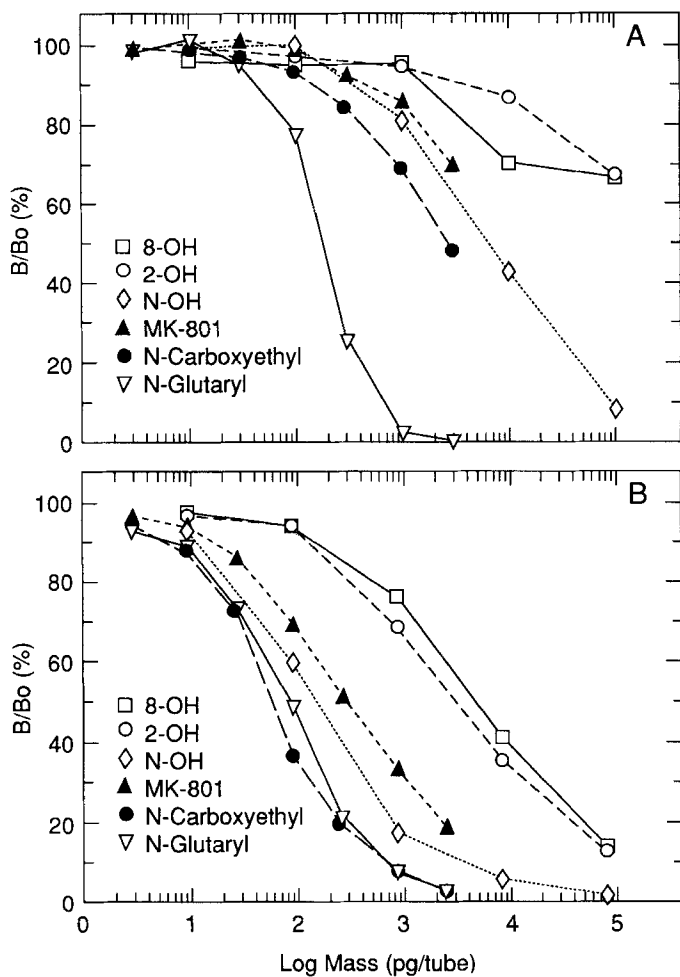 A
100
80
60
40
20
0
B/Bo (%)
8-OH
2-OH
N-OH
MK-801
N-Carboxyethyl
N-Glutaryl
B
100
80
60
40
20
0
B/Bo (%)
8-OH
2-OH
N-OH
MK-801
N-Carboxyethyl
N-Glutaryl
0 1 2 3 4 5
Log Mass (pg/tube)